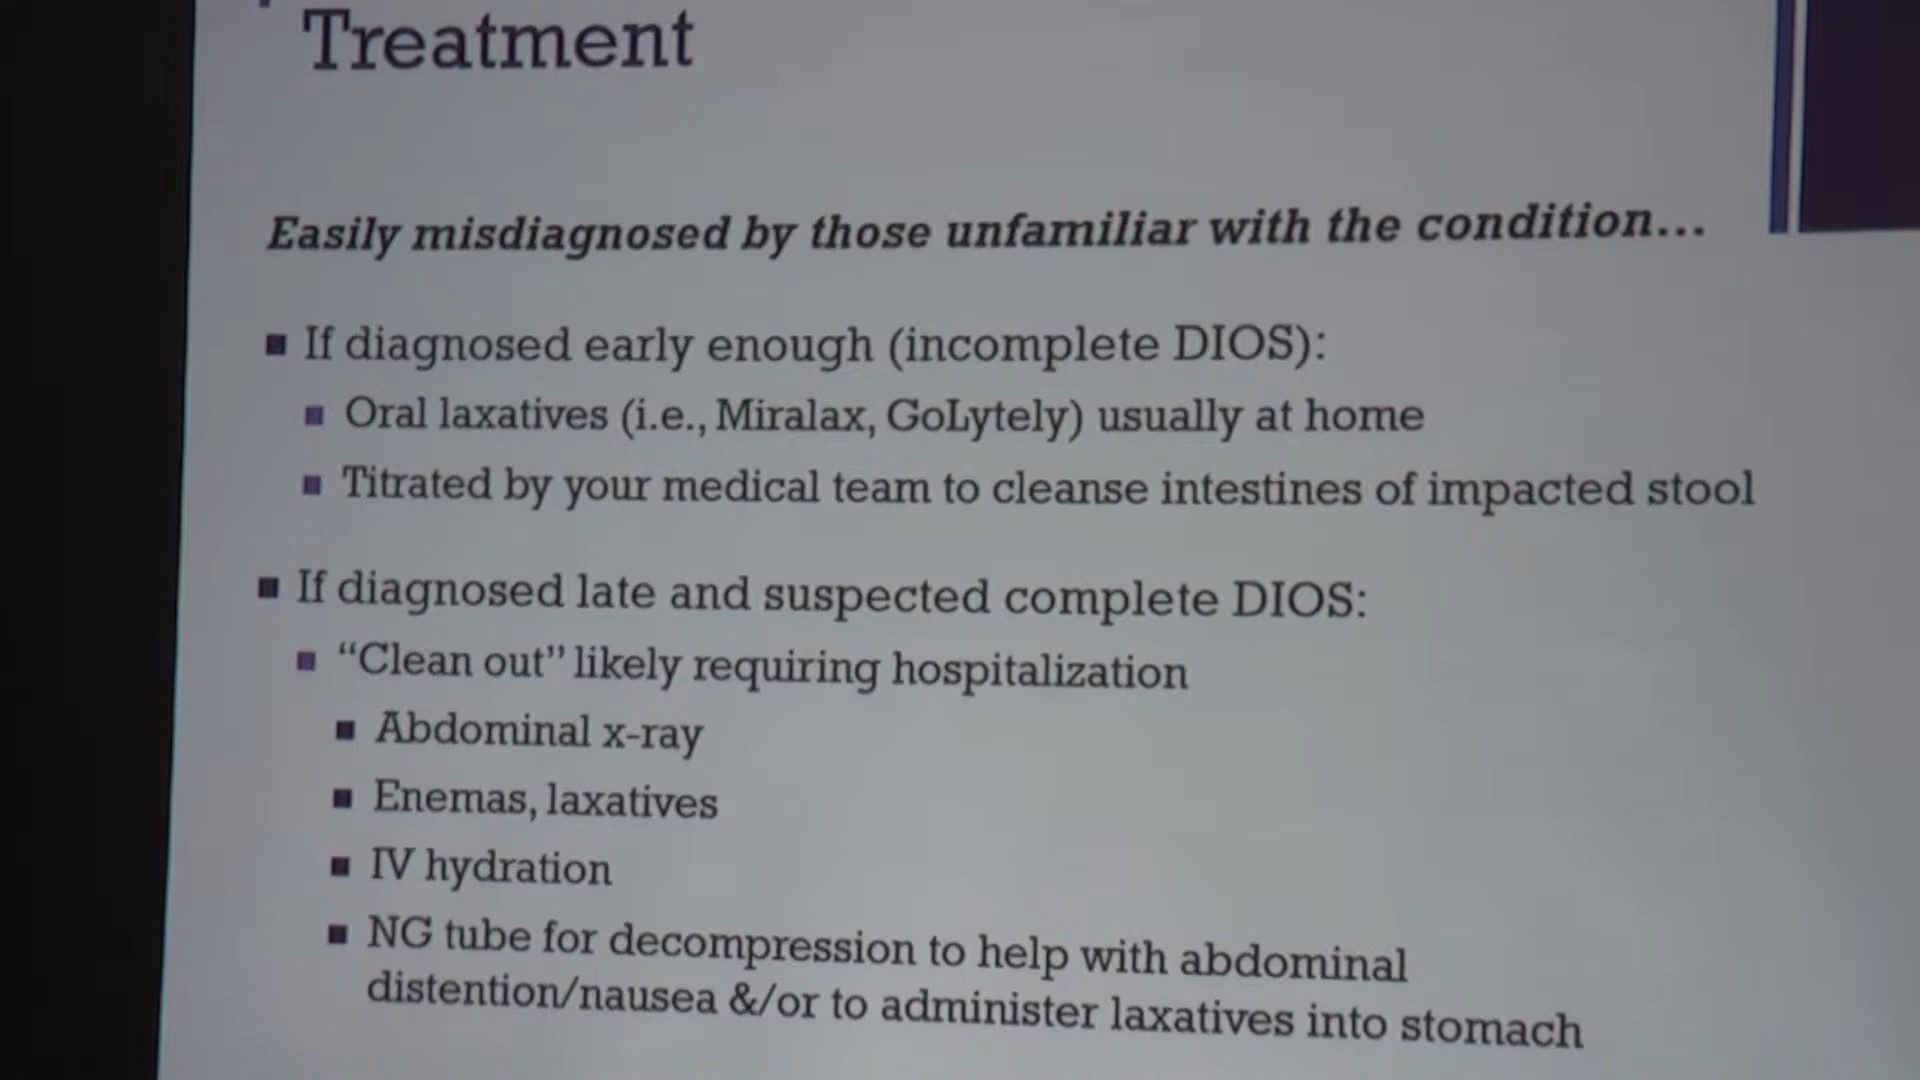 Treatment
Easily misdiagnosed by those unfamiliar with the condition...
▪ If diagnosed early enough (incomplete DIOS):
▪ Oral laxatives (i.e., Miralax, GoLytely) usually at home
▪ Titrated by your medical team to cleanse intestines of impacted stool
▪ If diagnosed late and suspected complete DIOS:
▪ “Clean out” likely requiring hospitalization
▪ Abdominal x-ray
▪ Enemas, laxatives
▪ IV hydration
▪ NG tube for decompression to help with abdominal
distention/nausea &/or to administer laxatives into stomach